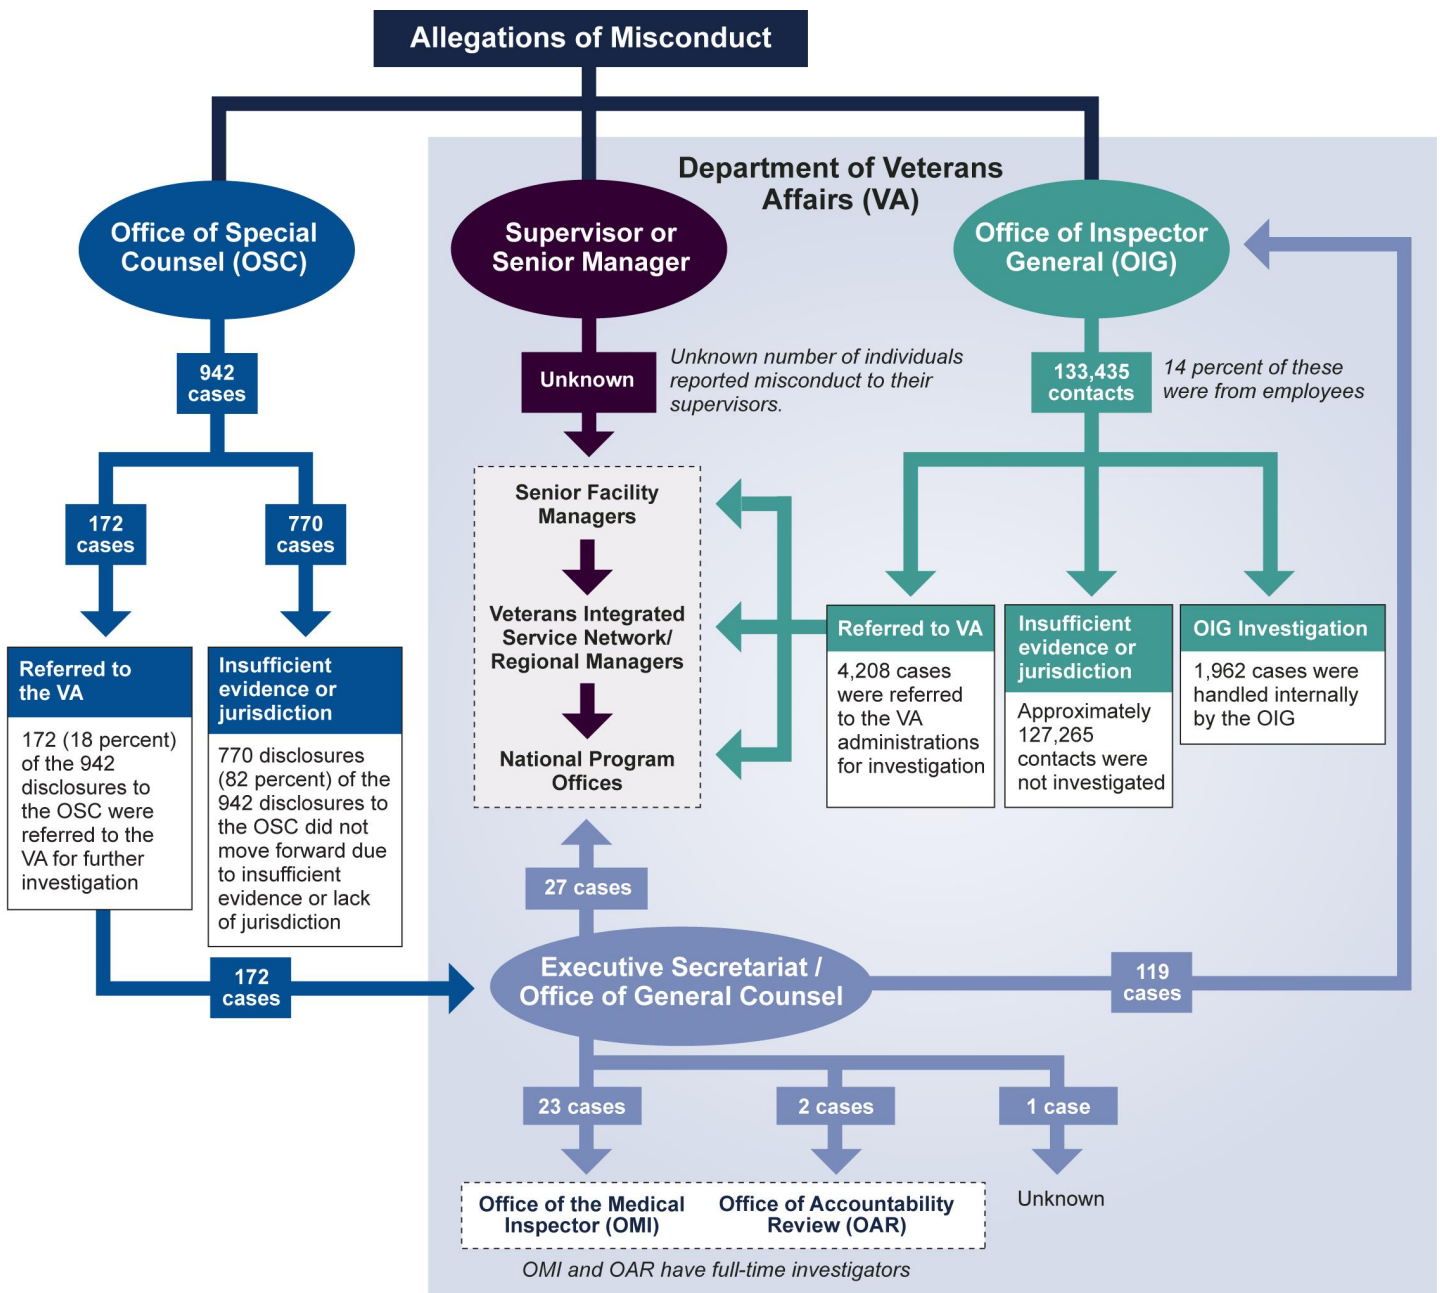 Allegations of Misconduct
Department of Veterans
Affairs (VA)
Office of Special
Counsel (OSC)
Supervisor or
Senior Manager
Office of Inspector
General (OIG)
942
cases
Unknown
Unknown number of individuals
reported misconduct to their
supervisors.
133,435
contacts
14 percent of these
were from employees
172
cases
770
cases
Senior Facility
Managers
Veterans Integrated
Service Network/
Regional Managers
National Program
Offices
Referred to VA
4,208 cases
were referred
to the VA
administrations
for investigation
Insufficient
evidence or
jurisdiction
Approximately
127,265
contacts were
not investigated
OIG Investigation
1,962 cases were
handled internally
by the OIG
Referred to
the VA
172 (18 percent)
of the 942
disclosures to
the OSC were
referred to the
VA for further
investigation
Insufficient
evidence or
jurisdiction
770 disclosures
(82 percent) of the
942 disclosures to
the OSC did not
move forward due
to insufficient
evidence or lack
of jurisdiction
27 cases
172
cases
Executive Secretariat /
Office of General Counsel
119
cases
23 cases
2 cases
1 case
Office of the Medical
Inspector (OMI)
Office of Accountability
Review (OAR)
Unknown
OMI and OAR have full-time investigators